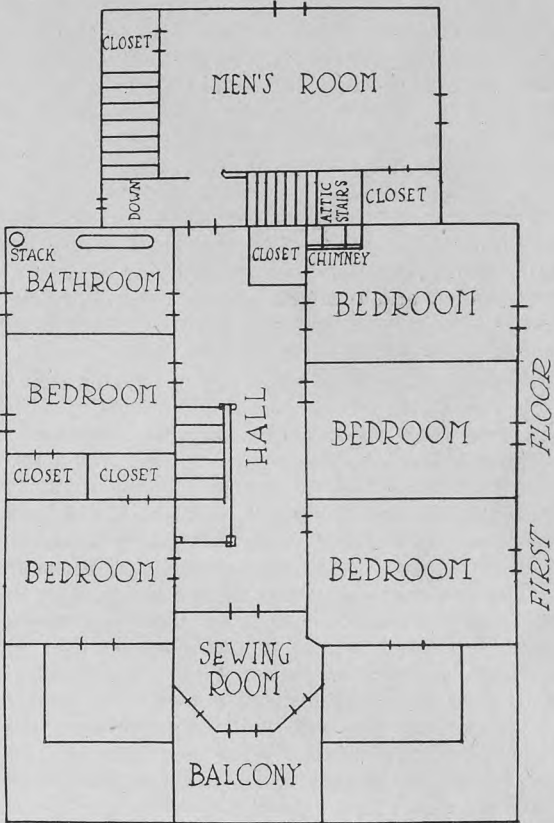 CLOSET
MEN'S ROOM
DOWN
ATTIC
STAIRS
CLOSET
STACK
BATHROOM
CLOSET
CHIMNEY
BEDROOM
BEDROOM
HALL
BEDROOM
CLOSET
CLOSET
BEDROOM
BEDROOM
SEWING
ROOM
BALCONY
FIRST FLOOR